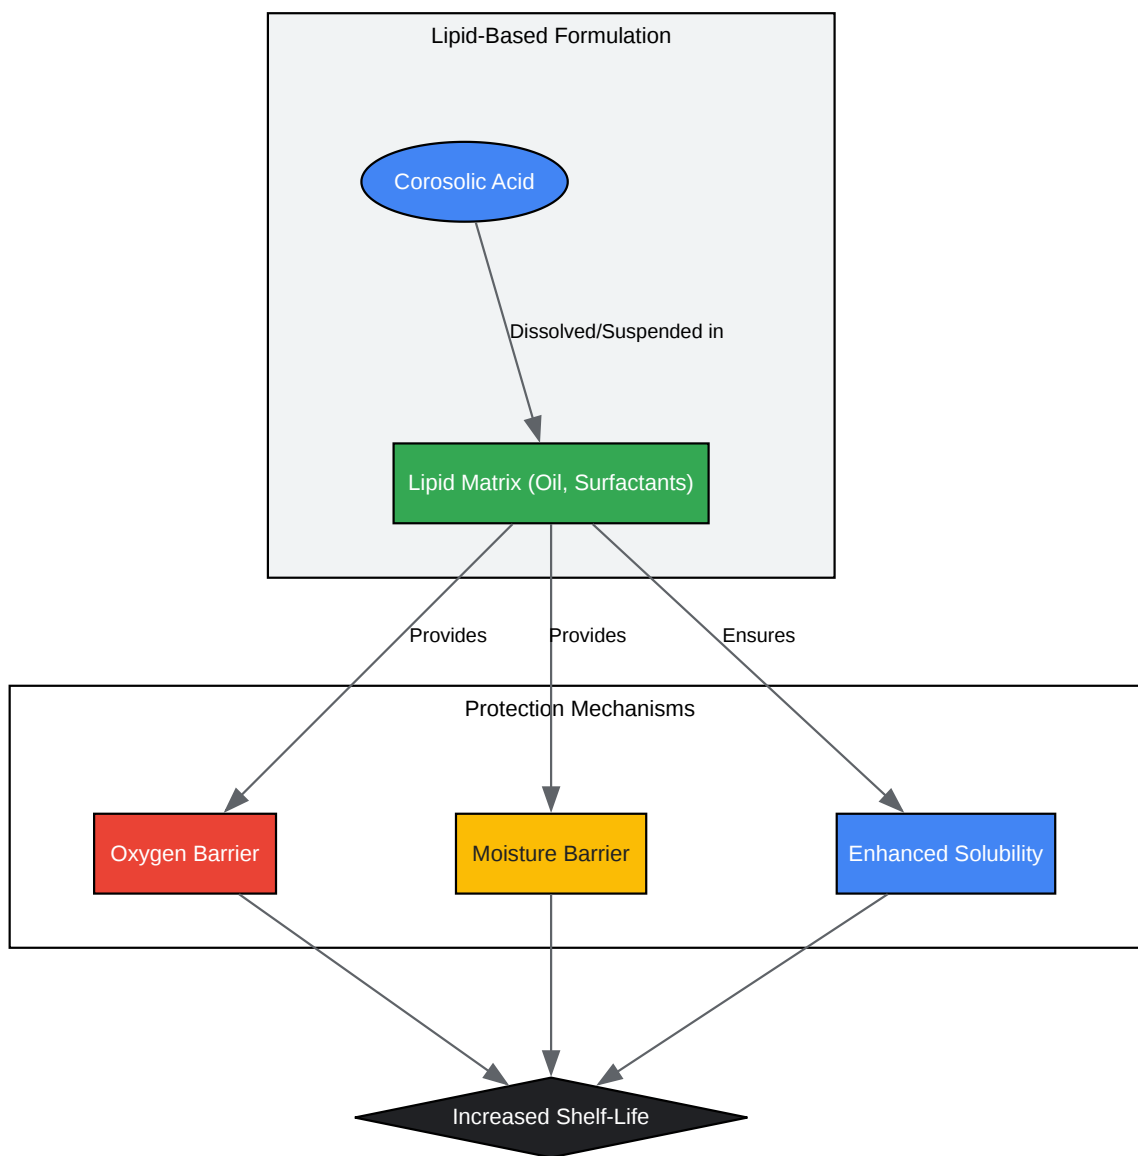 Lipid-Based Formulation
Corosolic Acid
Dissolved/Suspended in
Lipid Matrix (Oil, Surfactants)
Provides
Provides
Ensures
Protection Mechanisms
Oxygen Barrier
Moisture Barrier
Enhanced Solubility
Increased Shelf-Life